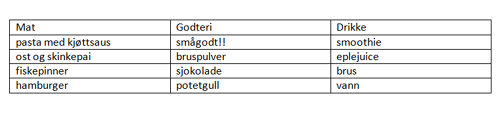 Mat Godteri Drikke
pasta med kjøttsaus smågodt!! smoothie
ost og skinkepai bruspulver eplejuice
fiskepinner sjokolade brus
hamburger potetgull vann